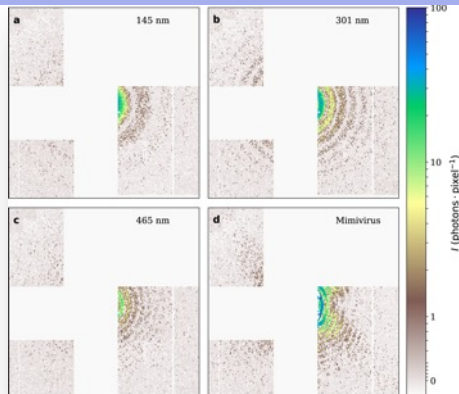 a 145 nm
b 301 nm
100
10
1
0
I (photons · pixel⁻¹)
c 465 nm
d Mimivirus